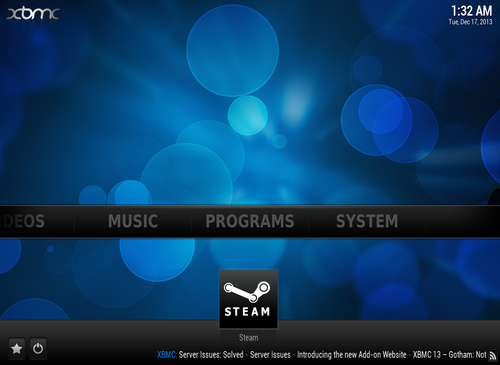 xbmc
1:32 AM
Tue, Dec 17, 2013
DEOS MUSIC PROGRAMS SYSTEM
STEAM
Steam
XBMC: Server Issues: Solved - Server Issues - Introducing the new Add-on Website - XBMC 13 – Gotham: Not